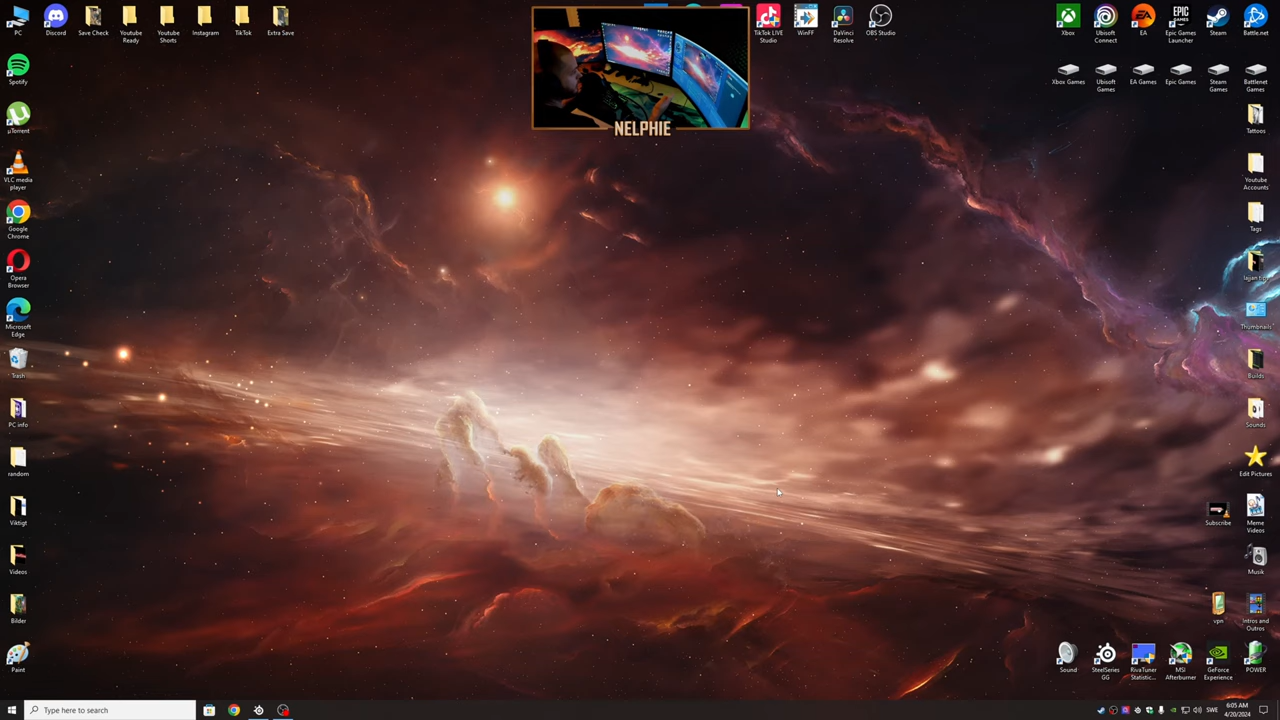 PC
Discord
Save Check
Youtube
Ready
Youtube
Shorts
Instagram
TikTok
Extra Save
TikTok LIVE
Studio
WinFF
DaVinci
Resolve
OBS Studio
Xbox
Ubisoft
Connect
EA
Epic Games
Launcher
Steam
Battle.net
NELPHIE
Spotify
Xbox Games
Ubisoft
Games
EA Games
Epic Games
Steam
Games
Battlenet
Games
µTorrent
Tattoos
VLC media
player
Youtube
Accounts
Google
Chrome
Tags
Opera
Browser
Microsoft
Edge
Thumbnails
Trash
Builds
PC info
Sounds
random
Edit Pictures
Viktigt
Subscribe
Meme
Videos
Videos
Musik
Bilder
vpn
Intros and
Outros
Paint
Sound
SteelSeries
GG
RivaTuner
Statistic...
MSI
Afterburner
GeForce
Experience
POWER
Type here to search
SWE
6:05 AM
4/20/2024